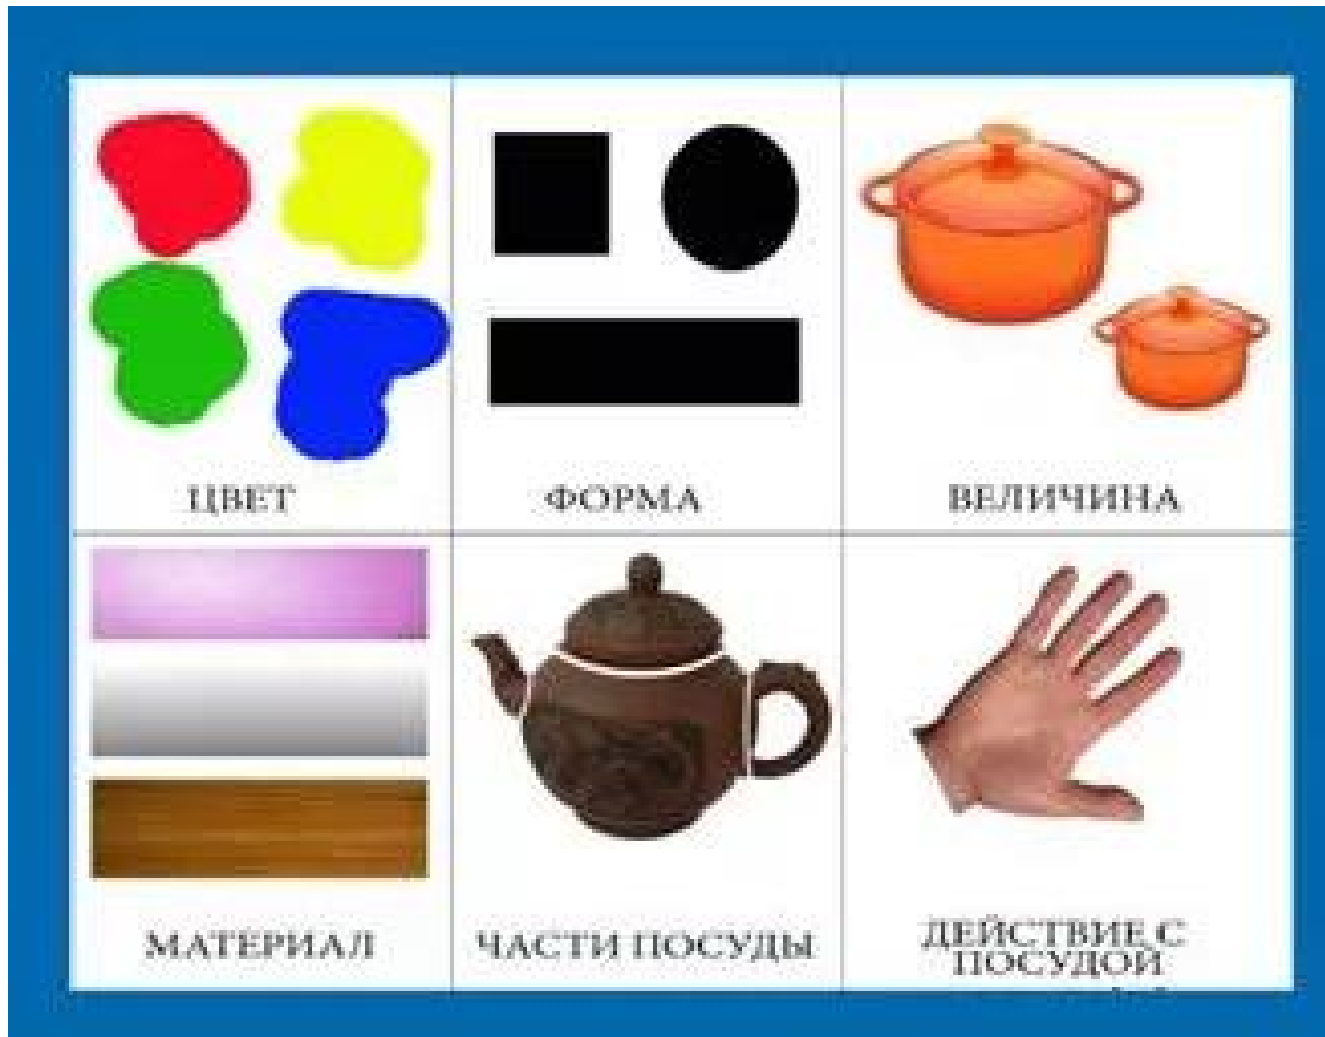 ЦВЕТ
ФОРМА
ВЕЛИЧИНА
МАТЕРИАЛ
ЧАСТИ ПОСУДЫ
ДЕЙСТВИЕ С
ПОСУДОЙ